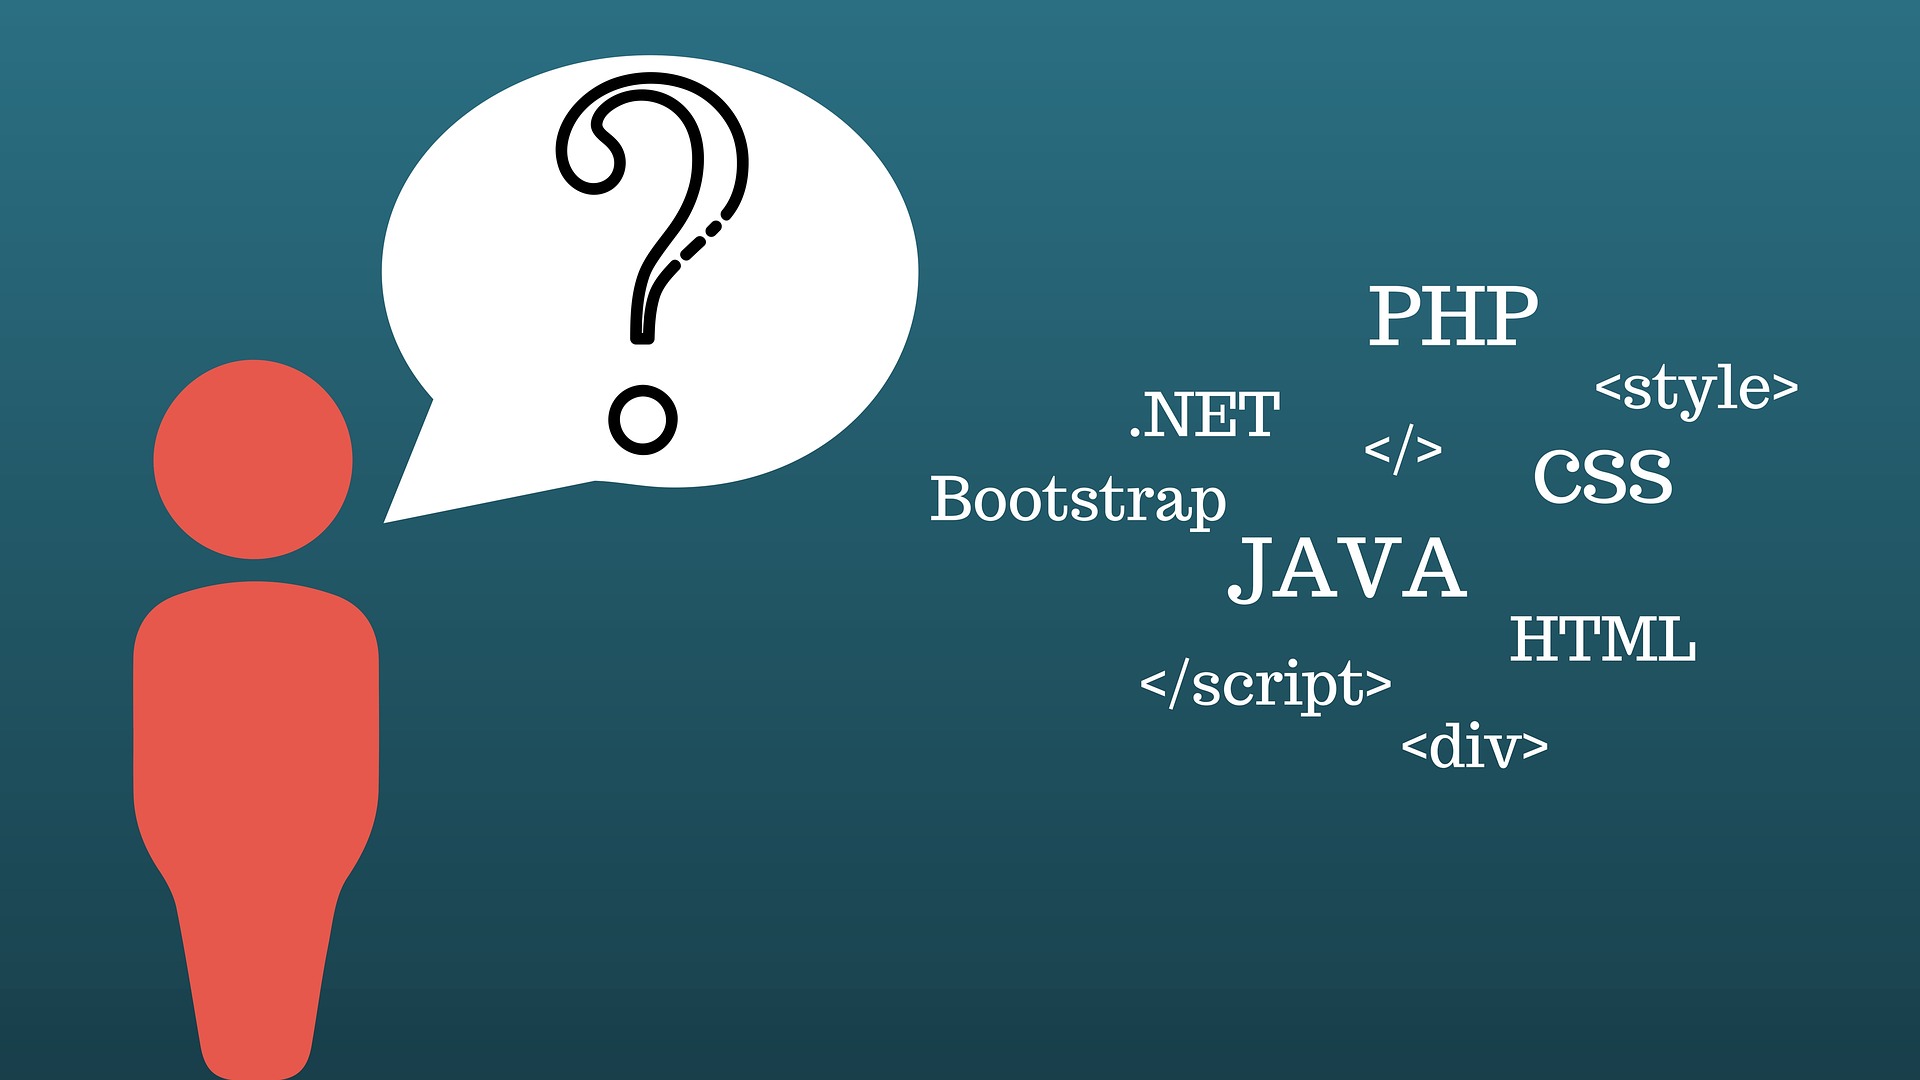 ?
PHP
<style>
.NET
</>
CSS
Bootstrap
JAVA
HTML
</script>
<div>